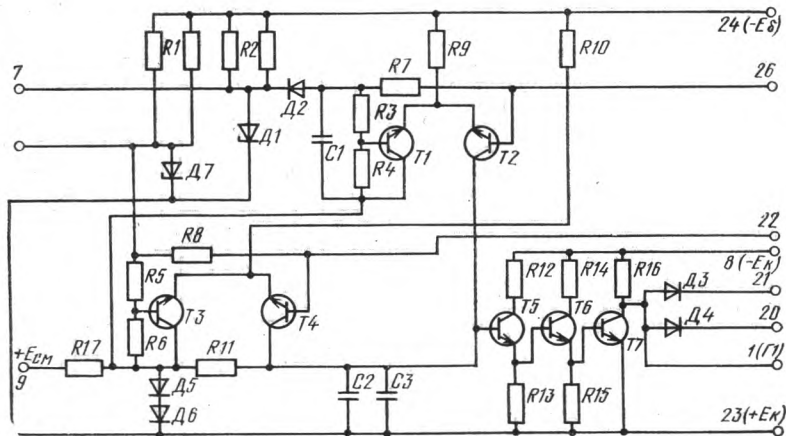 24(-Eб)
R1
R2
R9
R10
7
Д2
R7
26
Д1
C1
R3
R4
T1
T2
Д7
22
R8
8(-Eк)
R5
R12
R14
R16
Д3
21
T3
T4
T5
T6
T7
Д4
20
R6
+Eсм
9
R17
R11
1(Г1)
Д5
Д6
C2
C3
R13
R15
23(+Eк)